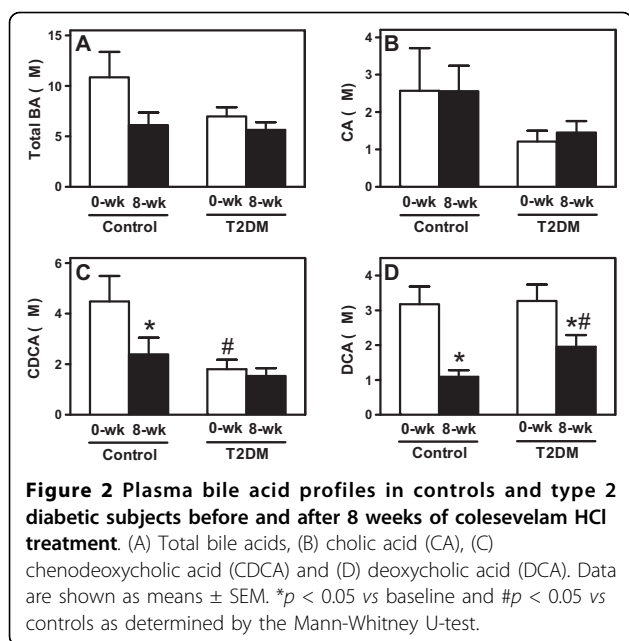 A
15
10
5
0
Total BA ( M)
0-wk 8-wk 0-wk 8-wk
Control T2DM
B
4
3
2
1
0
CA ( M)
0-wk 8-wk 0-wk 8-wk
Control T2DM
C
6
4
2
0
CDCA ( M)
* #
0-wk 8-wk 0-wk 8-wk
Control T2DM
D
4
3
2
1
0
DCA ( M)
* *#
0-wk 8-wk 0-wk 8-wk
Control T2DM
Figure 2 Plasma bile acid profiles in controls and type 2
diabetic subjects before and after 8 weeks of colesevelam HCl
treatment. (A) Total bile acids, (B) cholic acid (CA), (C)
chenodeoxycholic acid (CDCA) and (D) deoxycholic acid (DCA). Data
are shown as means ± SEM. *p < 0.05 vs baseline and #p < 0.05 vs
controls as determined by the Mann-Whitney U-test.